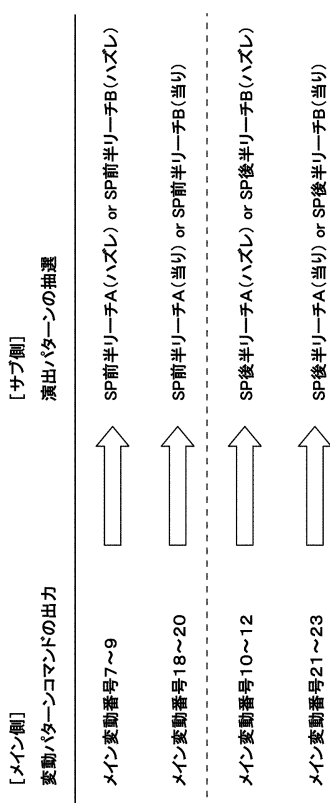 [メイン側]
変動パターンコマンドの出力
[サブ側]
演出パターンの抽選
メイン変動番号7～9
SP前半リーチA(ハズレ) or SP前半リーチB(ハズレ)
メイン変動番号18～20
SP前半リーチA(当り) or SP前半リーチB(当り)
メイン変動番号10～12
SP後半リーチA(ハズレ) or SP後半リーチB(ハズレ)
メイン変動番号21～23
SP後半リーチA(当り) or SP後半リーチB(当り)